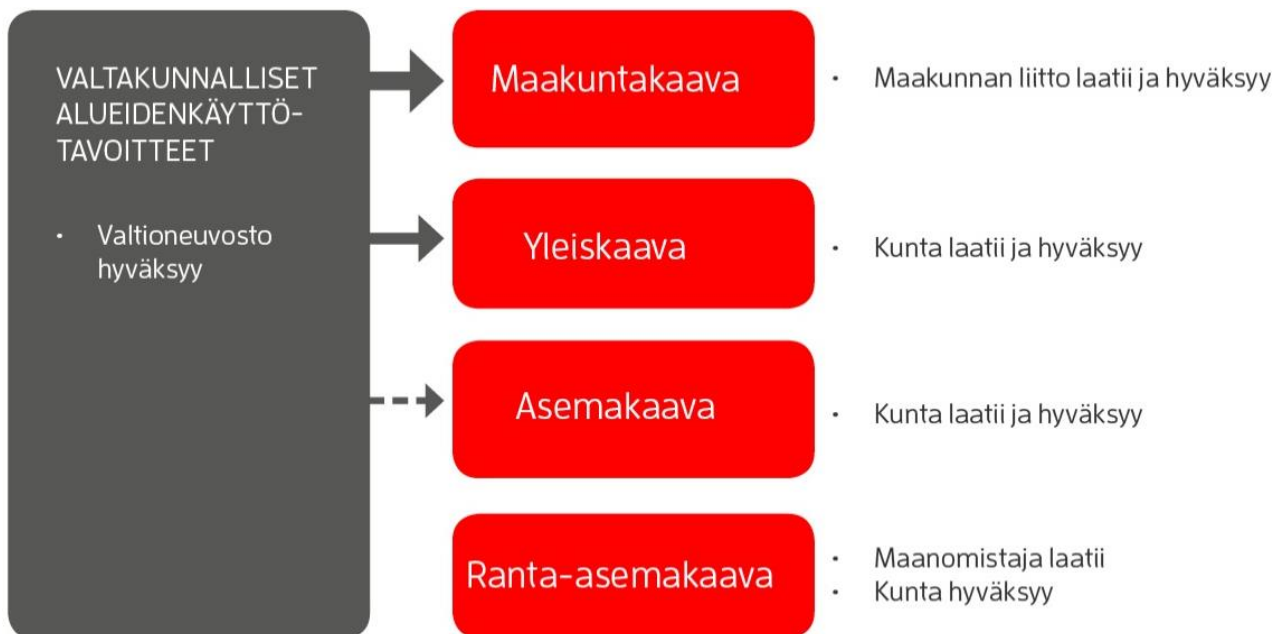 VALTAKUNNALLISET
ALUEIDENKÄYTTÖ-
TAVOITTEET
• Valtioneuvosto
hyväksyy
Maakuntakaava
• Maakunnan liitto laatii ja hyväksyy
Yleiskaava
• Kunta laatii ja hyväksyy
Asemakaava
• Kunta laatii ja hyväksyy
Ranta-asemakaava
• Maanomistaja laatii
• Kunta hyväksyy